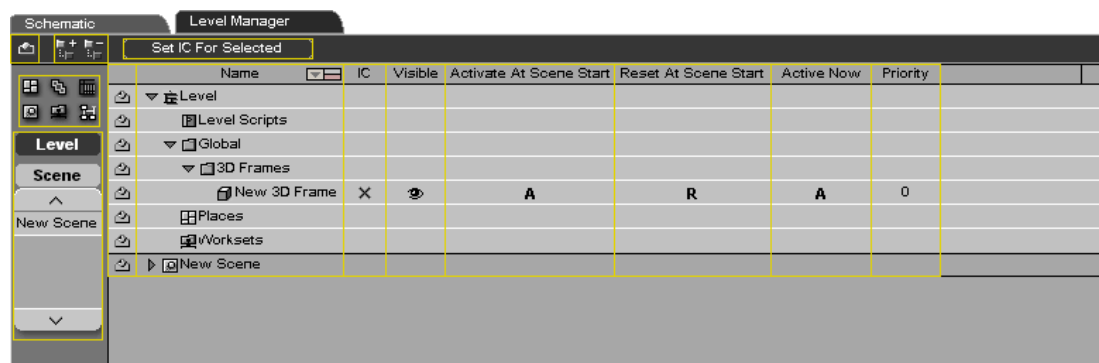 Schematic Level Manager
Set IC For Selected
Name IC Visible Activate At Scene Start Reset At Scene Start Active Now Priority
Level
Level Scripts
Level Global
Scene 3D Frames
New 3D Frame X A R A 0
New Scene Places
Worksets
New Scene